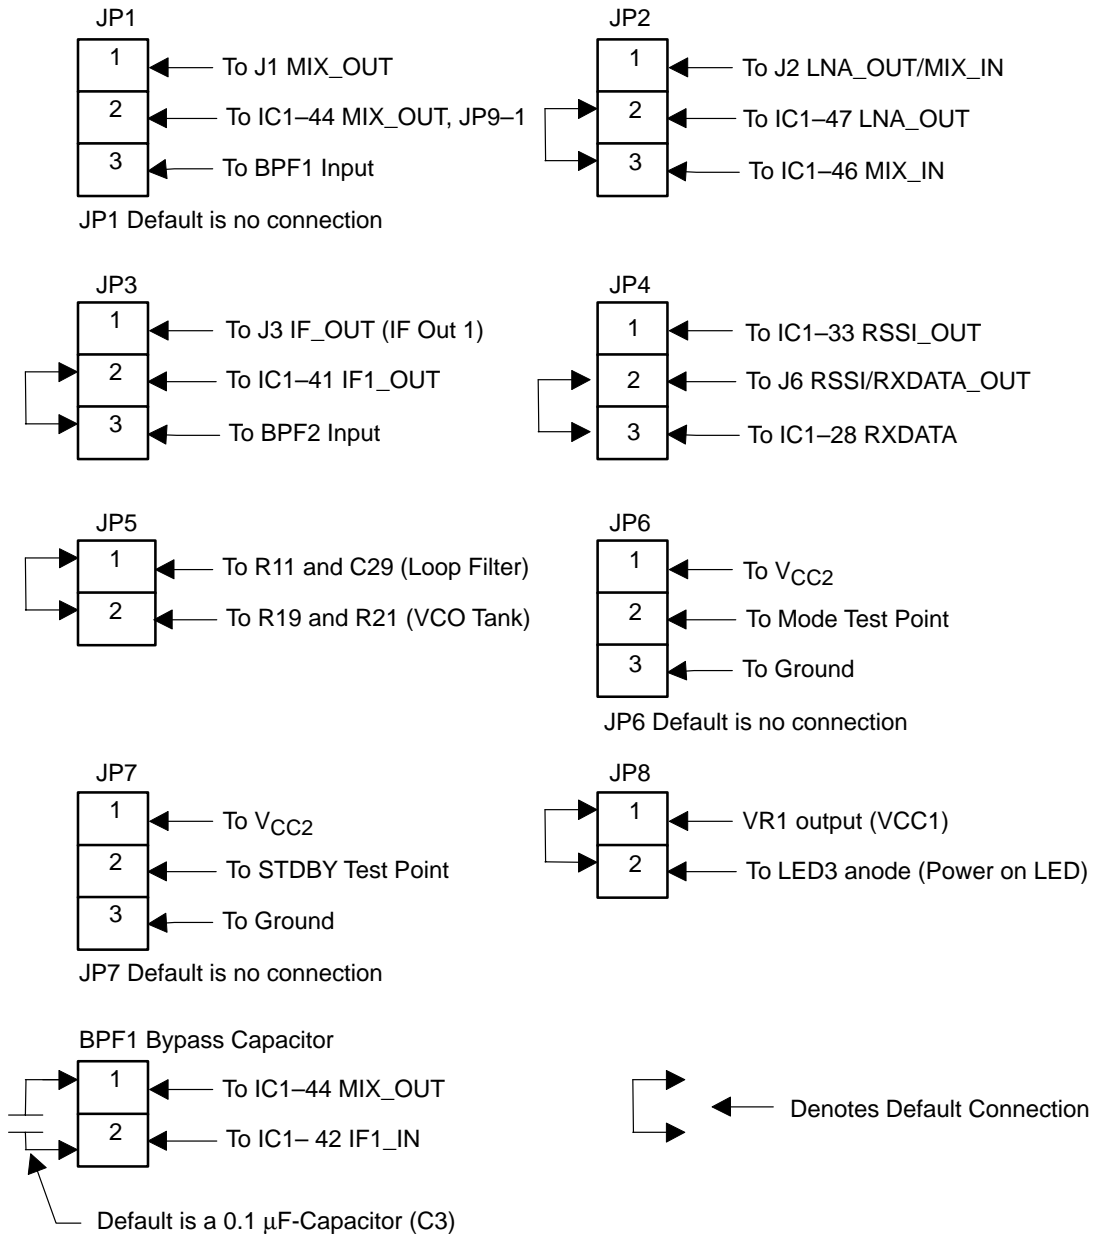 JP1
1
To J1 MIX_OUT
2
To IC1–44 MIX_OUT, JP9–1
3
To BPF1 Input
JP1 Default is no connection
JP2
1
To J2 LNA_OUT/MIX_IN
2
To IC1–47 LNA_OUT
3
To IC1–46 MIX_IN
JP3
1
To J3 IF_OUT (IF Out 1)
2
To IC1–41 IF1_OUT
3
To BPF2 Input
JP4
1
To IC1–33 RSSI_OUT
2
To J6 RSSI/RXDATA_OUT
3
To IC1–28 RXDATA
JP5
1
To R11 and C29 (Loop Filter)
2
To R19 and R21 (VCO Tank)
JP6
1
To VCC2
2
To Mode Test Point
3
To Ground
JP6 Default is no connection
JP7
1
To VCC2
2
To STDBY Test Point
3
To Ground
JP7 Default is no connection
JP8
1
VR1 output (VCC1)
2
To LED3 anode (Power on LED)
BPF1 Bypass Capacitor
1
To IC1–44 MIX_OUT
2
To IC1– 42 IF1_IN
Default is a 0.1 μF-Capacitor (C3)
Denotes Default Connection